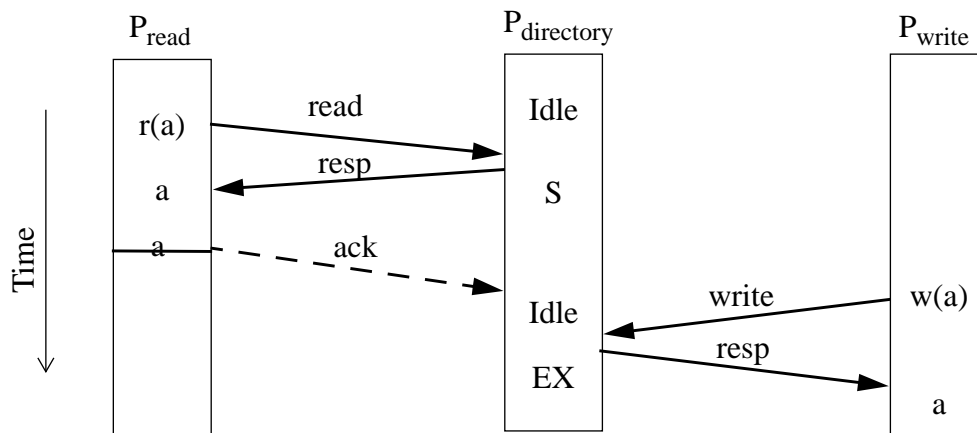 P_read
P_directory
P_write
r(a)
read
Idle
resp
a
S
a
ack
Time
Idle
write
w(a)
resp
EX
a